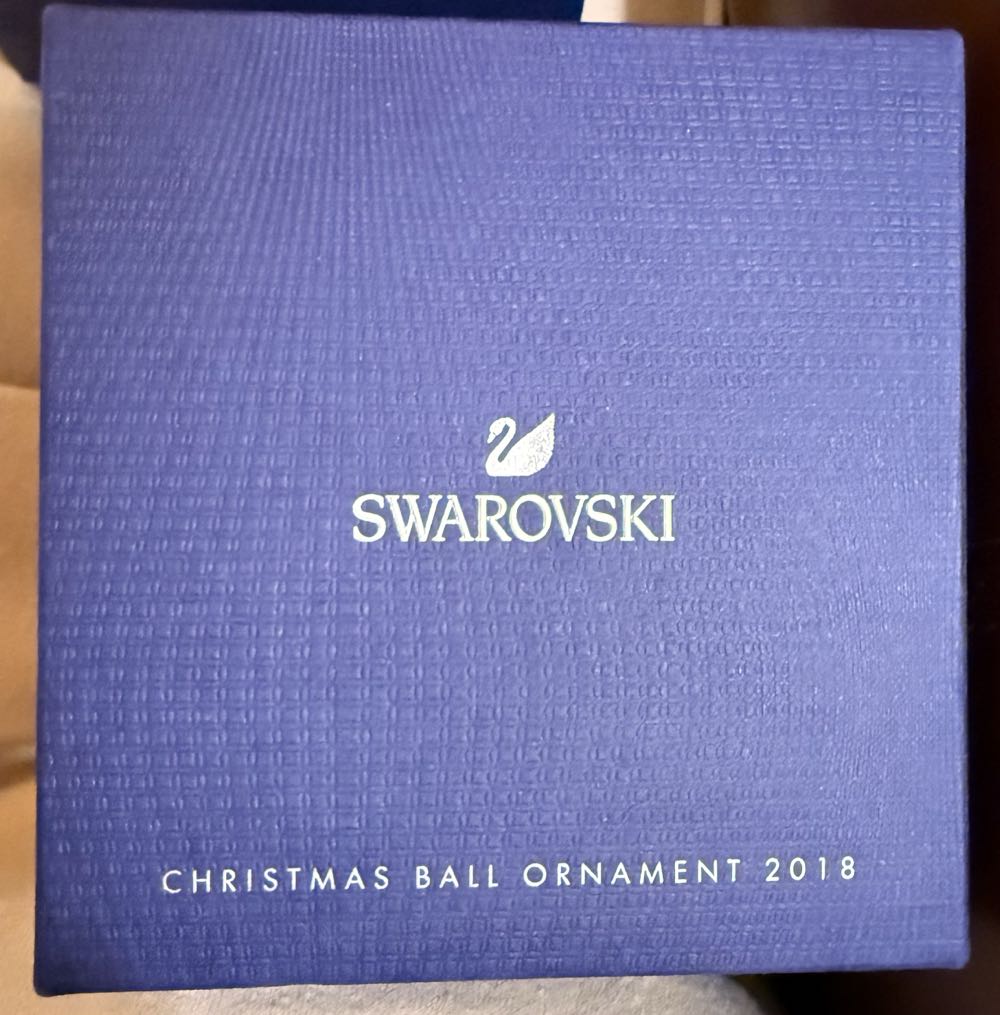 SWAROVSKI
CHRISTMAS BALL ORNAMENT 2018